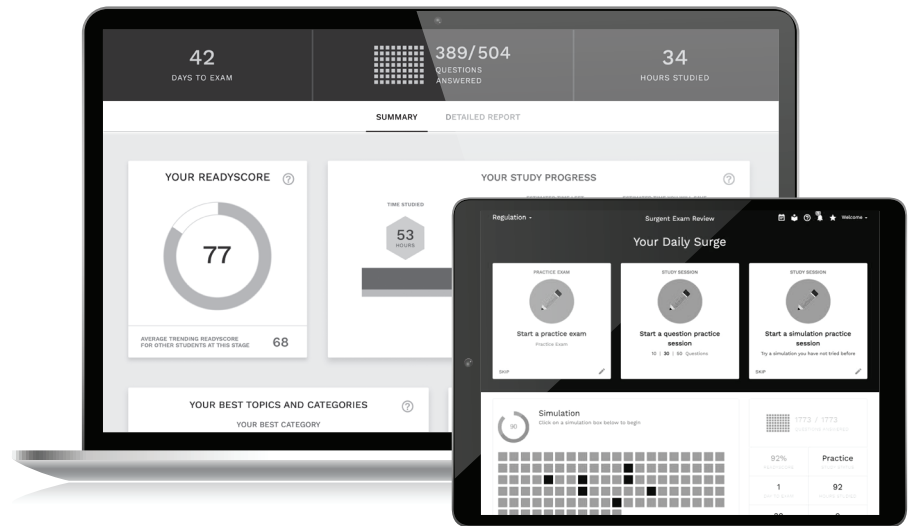 42
DAYS TO EXAM
389/504
QUESTIONS
ANSWERED
34
HOURS STUDIED
SUMMARY
DETAILED REPORT
YOUR READYSCORE
?
77
AVERAGE TRENDING READYSCORE
FOR OTHER STUDENTS AT THIS STAGE
68
YOUR STUDY PROGRESS
?
TIME STUDIED
53
HOURS
YOUR BEST TOPICS AND CATEGORIES
?
YOUR BEST CATEGORY
Regulation
Surgent Exam Review
Welcome
Your Daily Surge
PRACTICE EXAM
Start a practice exam
Practice Exam
SKIP
STUDY SESSION
Start a question practice
session
10 | 30 | 50 Questions
STUDY SESSION
Start a simulation practice
session
Try a simulation you have not tried before
SKIP
90
Simulation
Click on a simulation box below to begin
1773 / 1773
92%
Practice
1
92
HOURS STUDIED